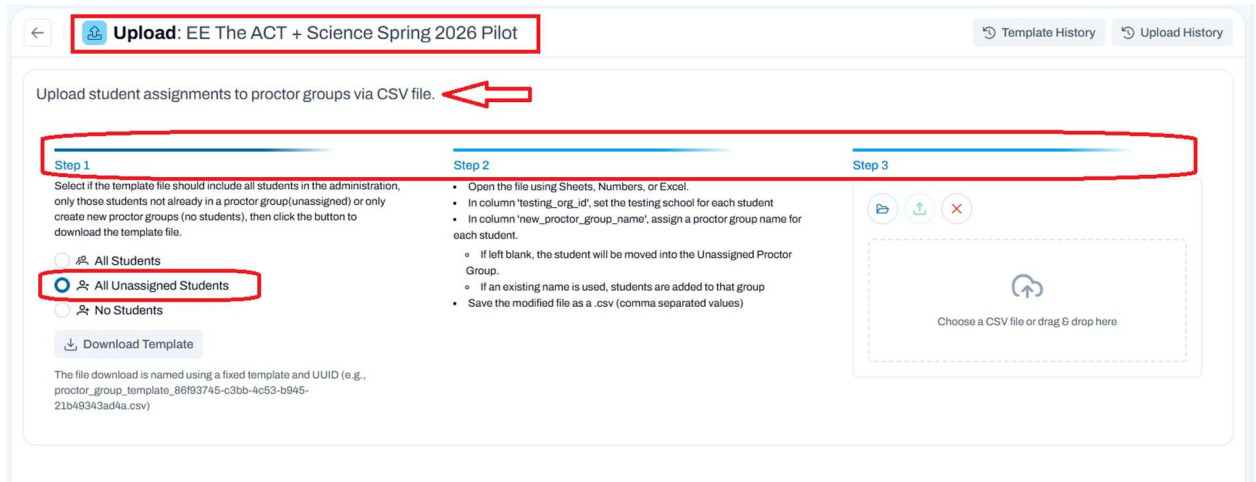 Upload: EE The ACT + Science Spring 2026 Pilot
Template History
Upload History
Upload student assignments to proctor groups via CSV file.
Step 1
Select if the template file should include all students in the administration,
only those students not already in a proctor group(unassigned) or only
create new proctor groups (no students), then click the button to
download the template file.
All Students
All Unassigned Students
No Students
Download Template
The file download is named using a fixed template and UUID (e.g.,
proctor_group_template_86f93745-c3bb-4c53-b945-
21b49343ad4a.csv)
Step 2
• Open the file using Sheets, Numbers, or Excel.
• In column 'testing_org_id', set the testing school for each student
• In column 'new_proctor_group_name', assign a proctor group name for
each student.
◦ If left blank, the student will be moved into the Unassigned Proctor
Group.
◦ If an existing name is used, students are added to that group
• Save the modified file as a .csv (comma separated values)
Step 3
Choose a CSV file or drag & drop here